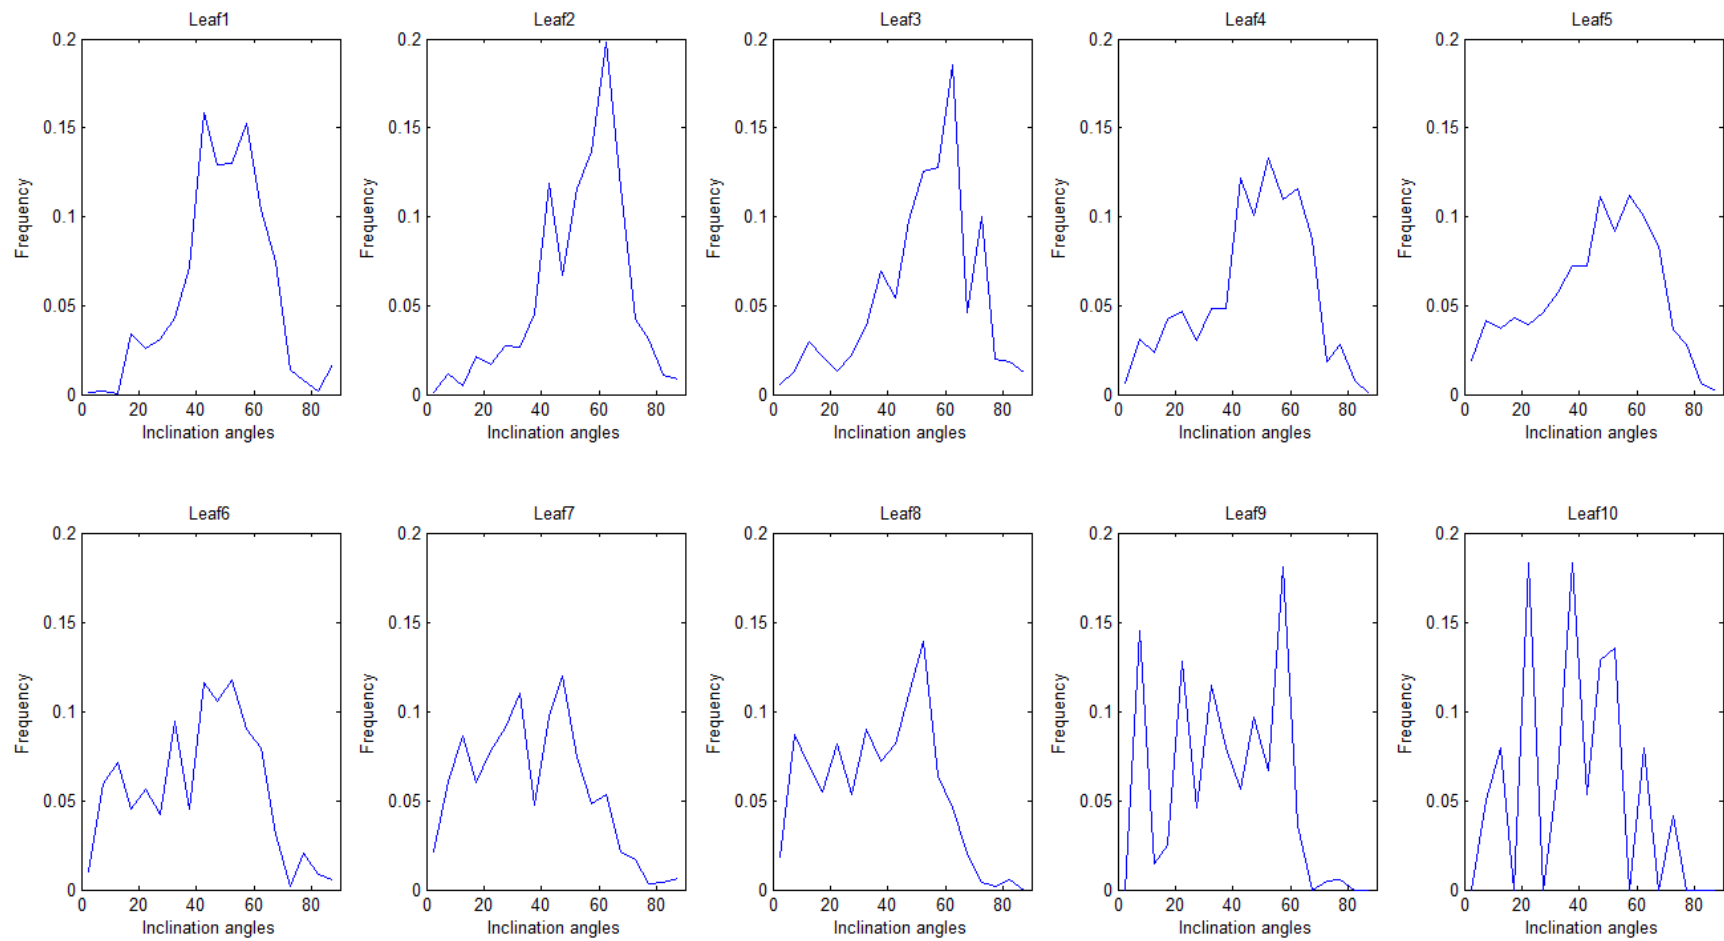 Leaf1 Leaf2 Leaf3 Leaf4 Leaf5
0.2 0.2 0.2 0.2 0.2
0.15 0.15 0.15 0.15 0.15
0.1 0.1 0.1 0.1 0.1
0.05 0.05 0.05 0.05 0.05
0 0 0 0 0
Frequency Frequency Frequency Frequency Frequency
0 20 40 60 80 0 20 40 60 80 0 20 40 60 80 0 20 40 60 80 0 20 40 60 80
Inclination angles Inclination angles Inclination angles Inclination angles Inclination angles
Leaf6 Leaf7 Leaf8 Leaf9 Leaf10
0.2 0.2 0.2 0.2 0.2
0.15 0.15 0.15 0.15 0.15
0.1 0.1 0.1 0.1 0.1
0.05 0.05 0.05 0.05 0.05
0 0 0 0 0
Frequency Frequency Frequency Frequency Frequency
0 20 40 60 80 0 20 40 60 80 0 20 40 60 80 0 20 40 60 80 0 20 40 60 80
Inclination angles Inclination angles Inclination angles Inclination angles Inclination angles